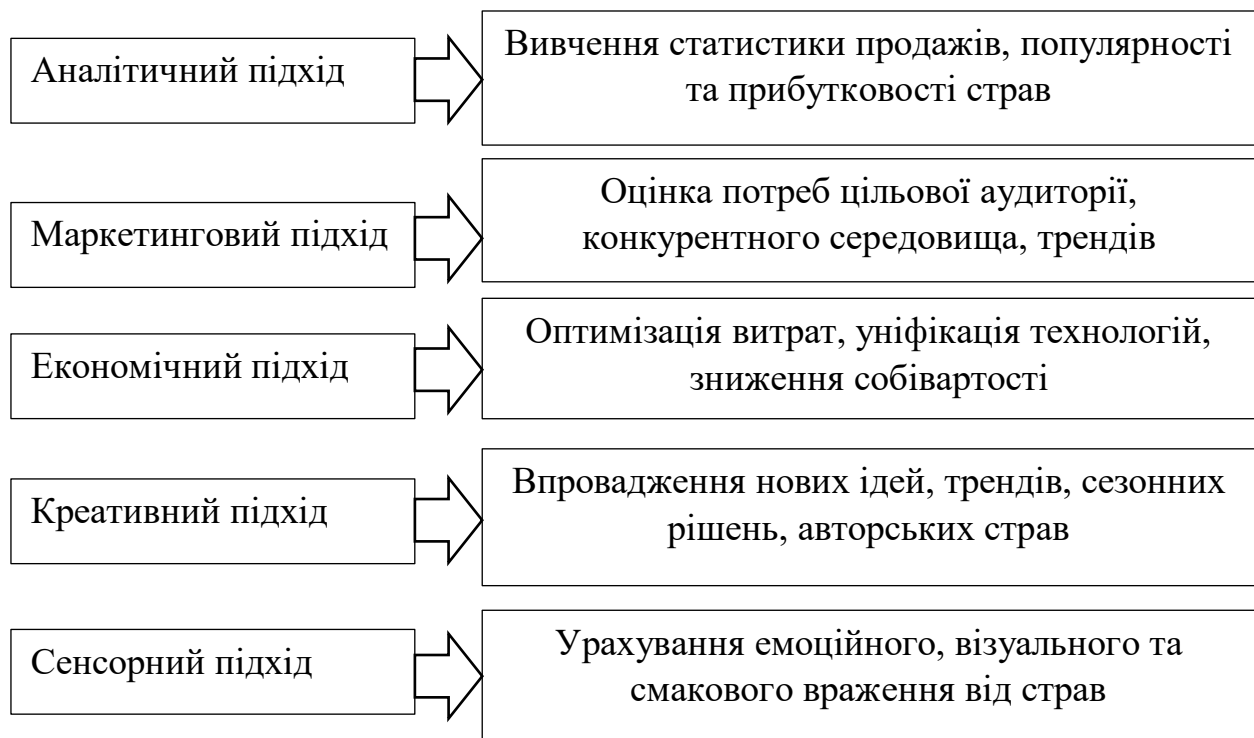 Аналітичний підхід
Вивчення статистики продажів, популярності
та прибутковості страв
Маркетинговий підхід
Оцінка потреб цільової аудиторії,
конкурентного середовища, трендів
Економічний підхід
Оптимізація витрат, уніфікація технологій,
зниження собівартості
Креативний підхід
Впровадження нових ідей, трендів, сезонних
рішень, авторських страв
Сенсорний підхід
Урахування емоційного, візуального та
смакового враження від страв